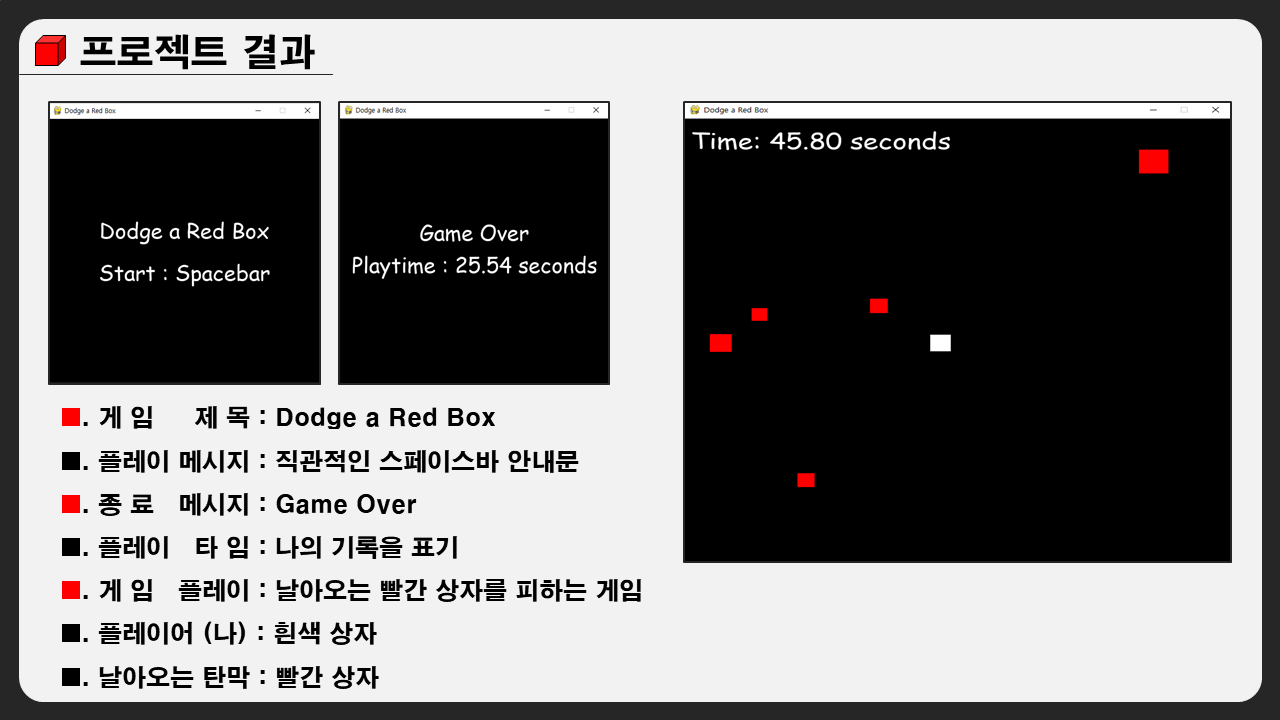 프로젝트 결과
Dodge a Red Box
Dodge a Red Box
Start : Spacebar
Dodge a Red Box
Game Over
Playtime : 25.54 seconds
Dodge a Red Box
Time: 45.80 seconds
. 게 임 제 목 : Dodge a Red Box
. 플레이 메시지 : 직관적인 스페이스바 안내문
. 종 료 메시지 : Game Over
. 플레이 타 임 : 나의 기록을 표기
. 게 임 플레이 : 날아오는 빨간 상자를 피하는 게임
. 플레이어 (나) : 흰색 상자
. 날아오는 탄막 : 빨간 상자